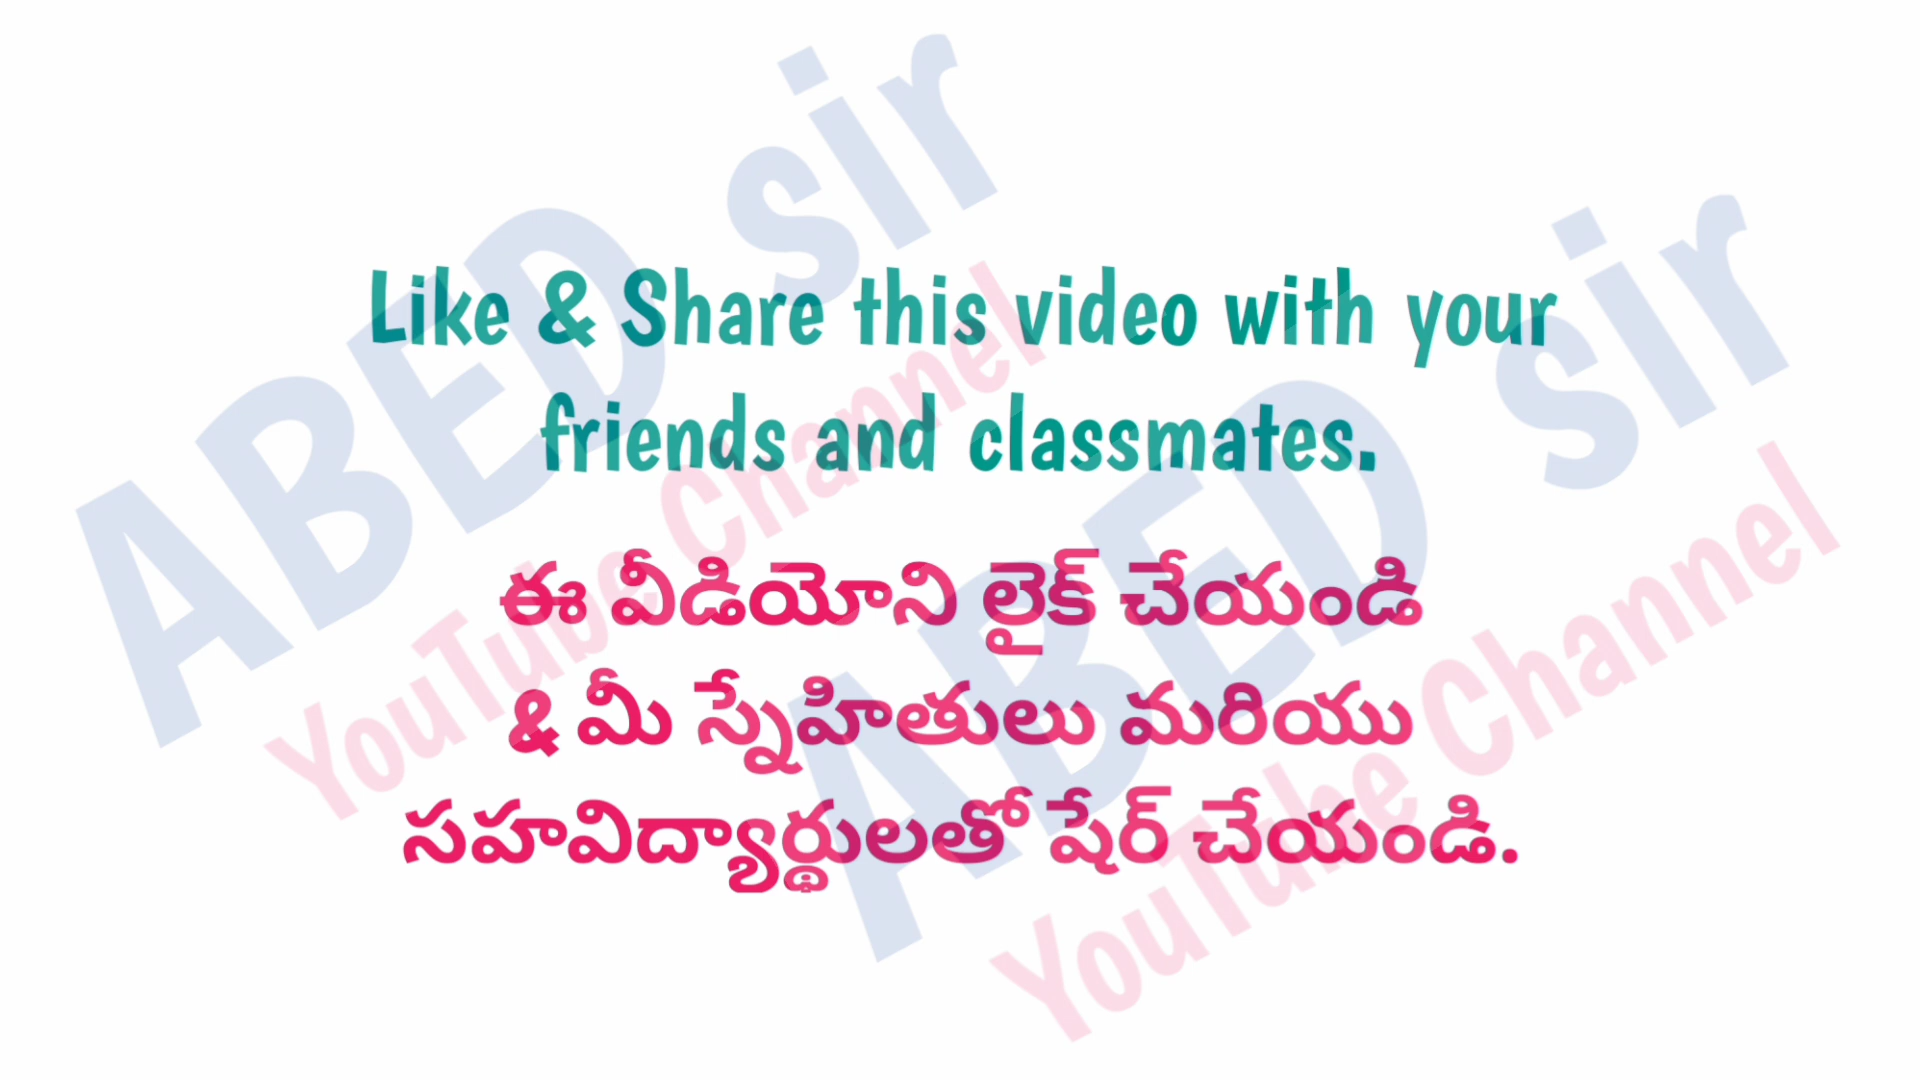 Like & Share this video with your
friends and classmates.
ఈ వీడియోని లైక్ చేయండి
& మీ స్నేహితులు మరియు
సహవిద్యార్థులతో షేర్ చేయండి.
ABED sir
YouTube Channel
ABED sir
YouTube Channel